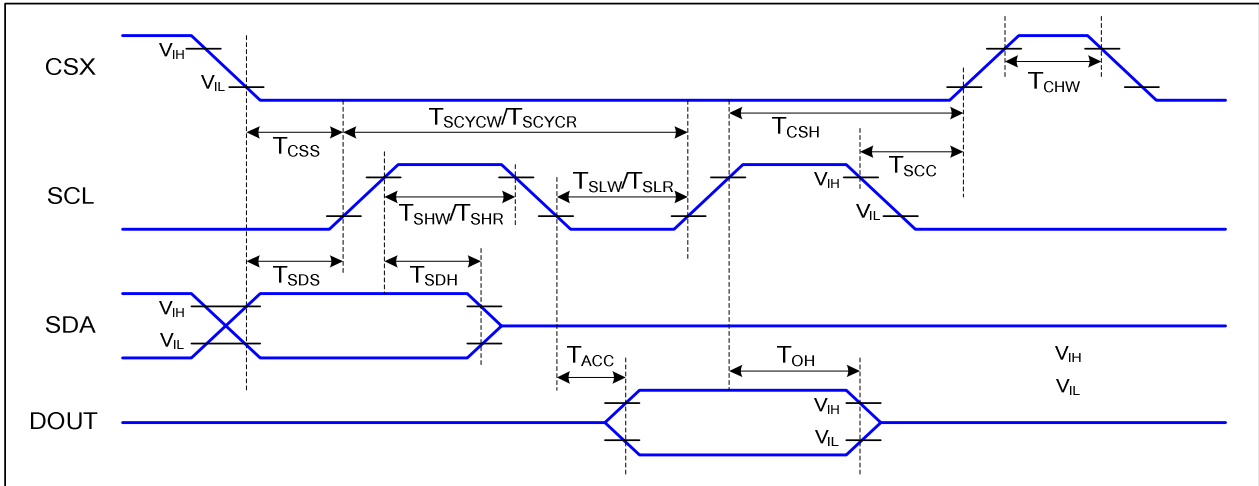 CSX
VIH
VIL
TCHW
TSCYCW/TSCYCR
TCSS
TCSH
TSCC
SCL
TSLW/TSLR
VIH
TSHW/TSHR
VIL
TSDS
TSDH
SDA
VIH
VIL
TACC
TOH
VIH
VIL
DOUT
VIH
VIL